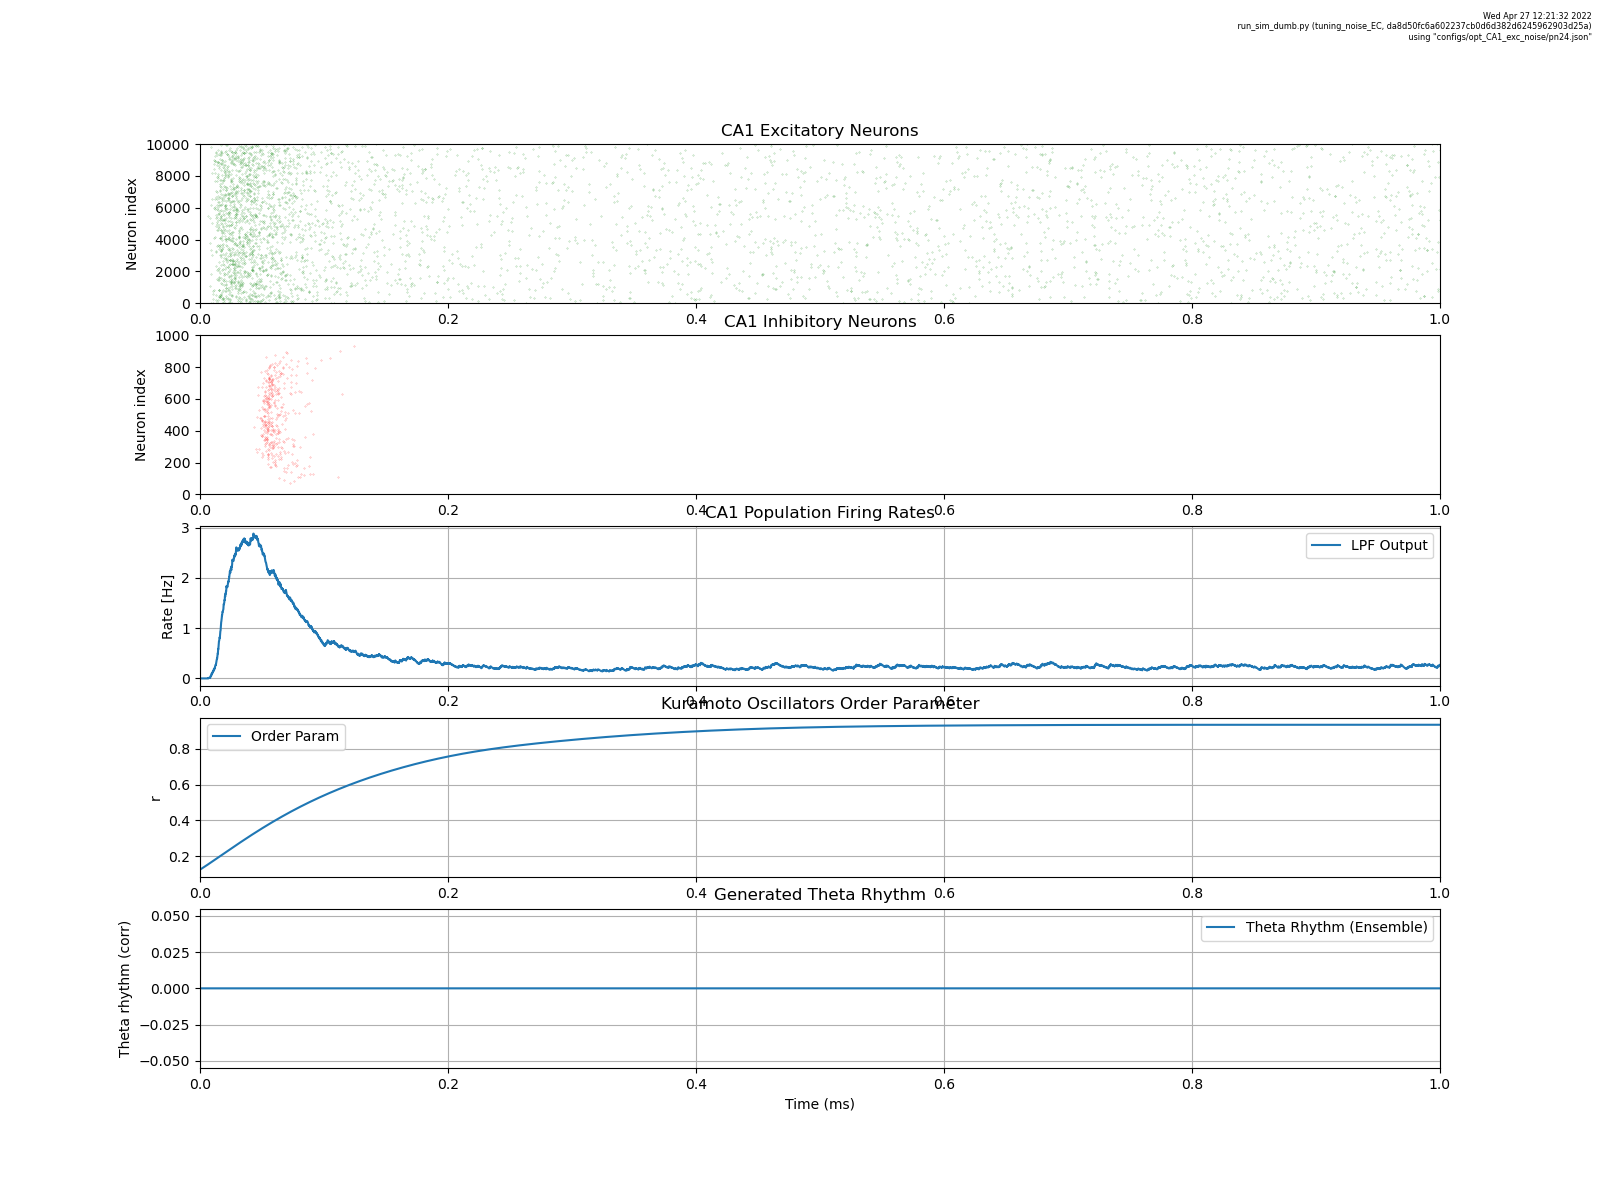 Wed Apr 27 12:21:32 2022
run_sim_dumb.py (tuning_noise_EC, da8d50fc6a602237cb0d6d382d6245962903d25a)
using "configs/opt_CA1_exc_noise/pn24.json"
CA1 Excitatory Neurons
Neuron index
10000
8000
6000
4000
2000
0
0.0 0.2 0.4 0.6 0.8 1.0
CA1 Inhibitory Neurons
Neuron index
1000
800
600
400
200
0
0.0 0.2 0.4 0.6 0.8 1.0
CA1 Population Firing Rates
Rate [Hz]
3
2
1
0
LPF Output
0.0 0.2 0.4 0.6 0.8 1.0
Kuramoto Oscillators Order Parameter
r
0.8
0.6
0.4
0.2
Order Param
0.0 0.2 0.4 0.6 0.8 1.0
Generated Theta Rhythm
Theta rhythm (corr)
0.050
0.025
0.000
−0.025
−0.050
Theta Rhythm (Ensemble)
0.0 0.2 0.4 0.6 0.8 1.0
Time (ms)